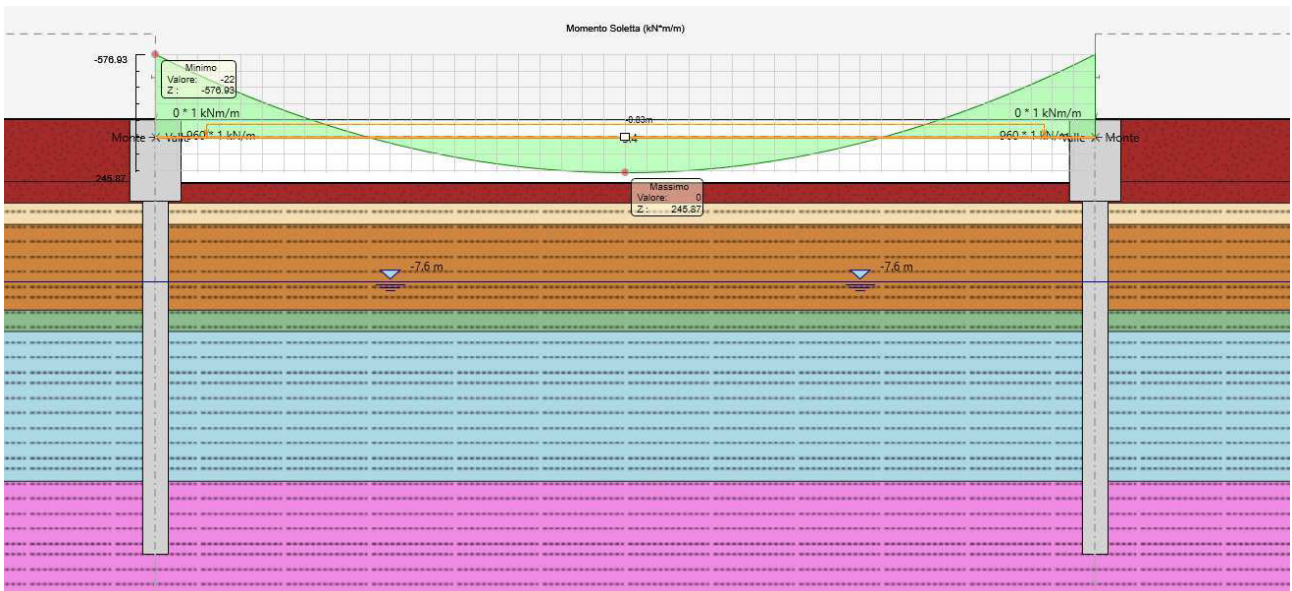 Momento Soletta (kN*m/m)
-576.93
Minimo
Valore: -22
Z : -576.93
0 * 1 kNm/m
0 * 1 kNm/m
-0.83m
Monte
Valle
960 * 1 kN/m
960 * 1 kN/m
Valle
Monte
245.87
Massimo
Valore: 0
Z : 245.87
-7.6 m
-7.6 m